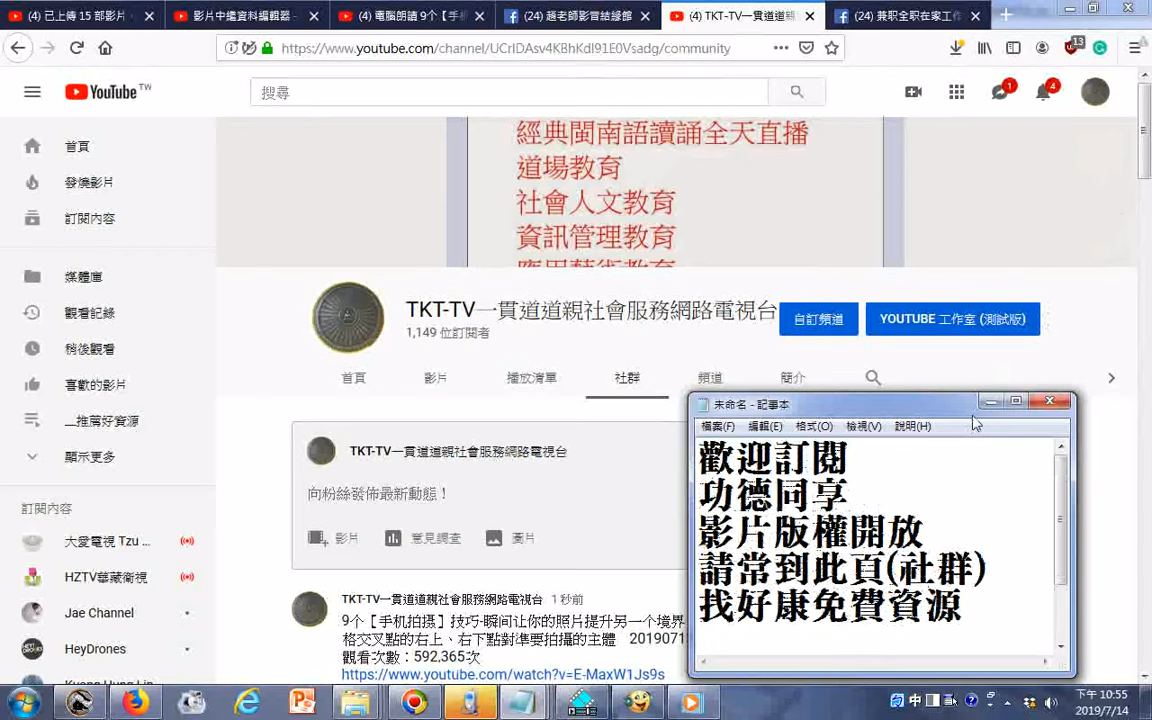 (4) 已上傳 15 部影片
影片中繼資料編輯器 -
(4) 電腦朗讀 9个【手
(24) 趙老師影音結緣館
(4) TKT-TV一貫道道親
(24) 兼职全职在家工作
https://www.youtube.com/channel/UCrIDAsv4KBhKdI91E0Vsadg/community
13
YouTube TW
搜尋
1
4
首頁
發燒影片
訂閱內容
媒體庫
觀看記錄
稍後觀看
喜歡的影片
_推薦好資源
顯示更多
訂閱內容
大愛電視 Tzu ...
HZTV華藏衛視
Jae Channel
HeyDrones
經典閩南語讀誦全天直播
道場教育
社會人文教育
資訊管理教育
應用藝術教育
TKT-TV一貫道道親社會服務網路電視台
1,149 位訂閱者
自訂頻道
YOUTUBE 工作室 (測試版)
首頁
影片
播放清單
社群
頻道
簡介
TKT-TV一貫道道親社會服務網路電視台
向粉絲發佈最新動態！
影片
意見調查
圖片
TKT-TV一貫道道親社會服務網路電視台 1 秒前
9个【手机拍摄】技巧-瞬间让你的照片提升另一个境界
格交叉點的右上、右下點對準要拍攝的主體 2019071
觀看次數：592,365次
https://www.youtube.com/watch?v=E-MaxW1Js9s
未命名 - 記事本
檔案(F) 編輯(E) 格式(O) 檢視(V) 說明(H)
歡迎訂閱
功德同享
影片版權開放
請常到此頁(社群)
找好康免費資源
中
下午 10:55
2019/7/14